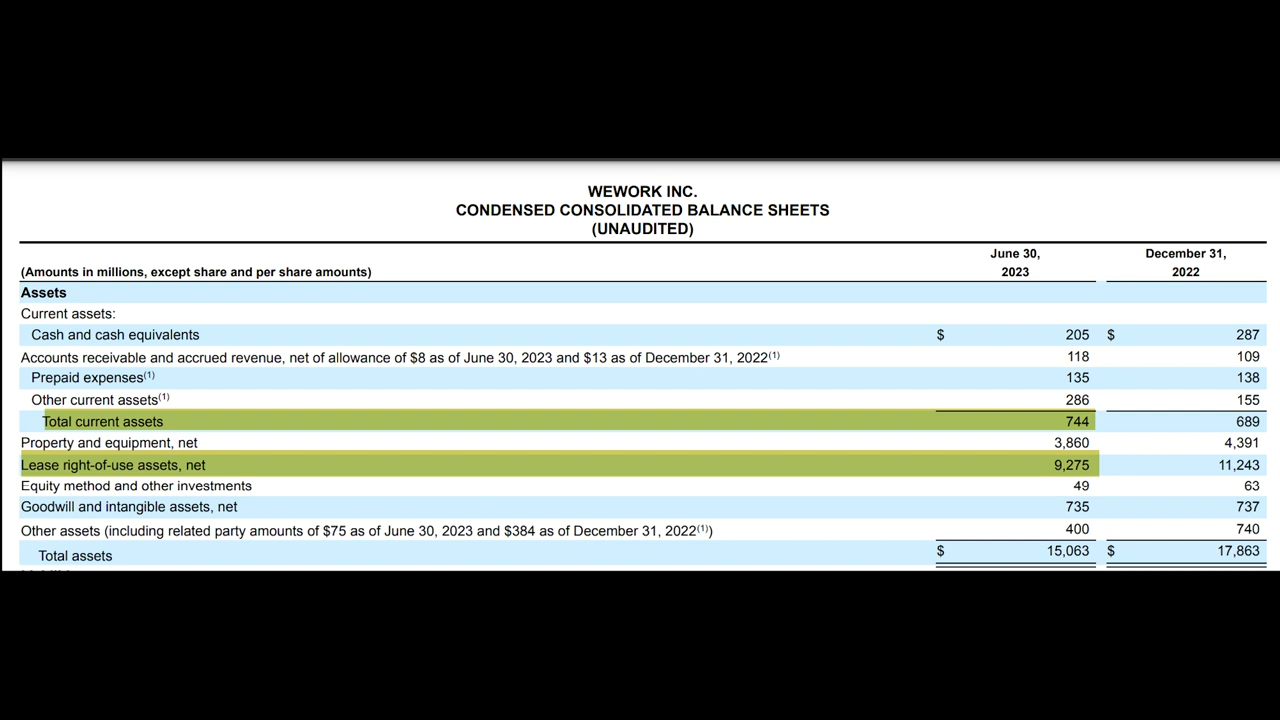 WEWORK INC.
CONDENSED CONSOLIDATED BALANCE SHEETS
(UNAUDITED)
(Amounts in millions, except share and per share amounts) June 30, 2023 December 31, 2022
Assets
Current assets:
Cash and cash equivalents $ 205 $ 287
Accounts receivable and accrued revenue, net of allowance of $8 as of June 30, 2023 and $13 as of December 31, 2022(1) 118 109
Prepaid expenses(1) 135 138
Other current assets(1) 286 155
Total current assets 744 689
Property and equipment, net 3,860 4,391
Lease right-of-use assets, net 9,275 11,243
Equity method and other investments 49 63
Goodwill and intangible assets, net 735 737
Other assets (including related party amounts of $75 as of June 30, 2023 and $384 as of December 31, 2022(1)) 400 740
Total assets $ 15,063 $ 17,863